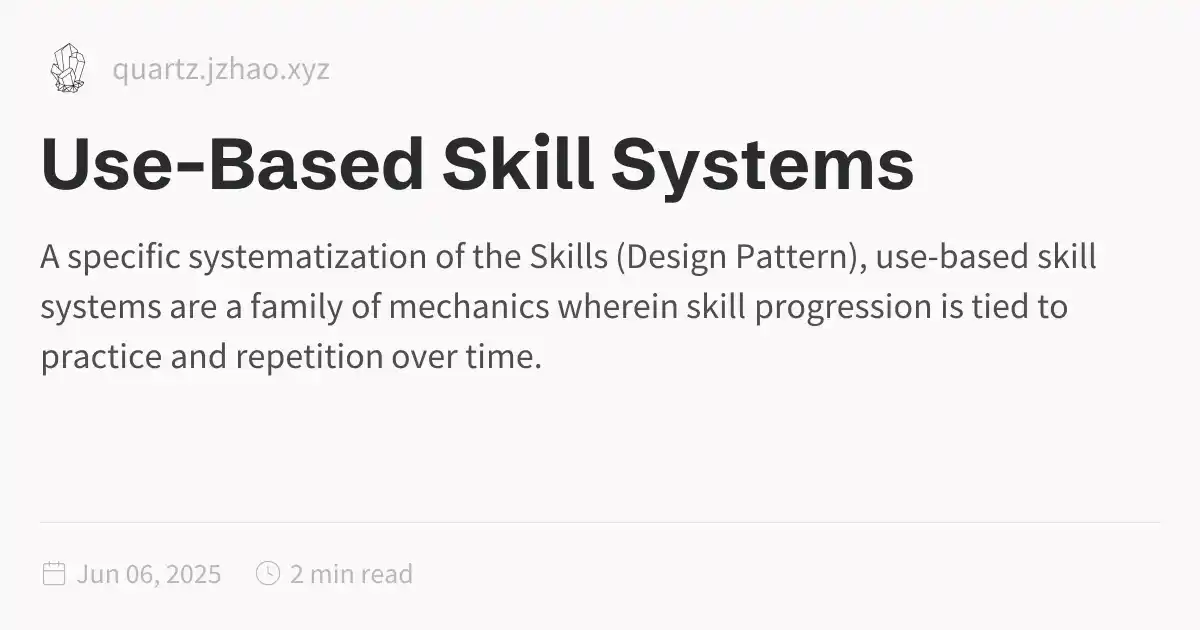 quartz.jzhao.xyz
Use-Based Skill Systems
A specific systematization of the Skills (Design Pattern), use-based skill
systems are a family of mechanics wherein skill progression is tied to
practice and repetition over time.
Jun 06, 2025 2 min read